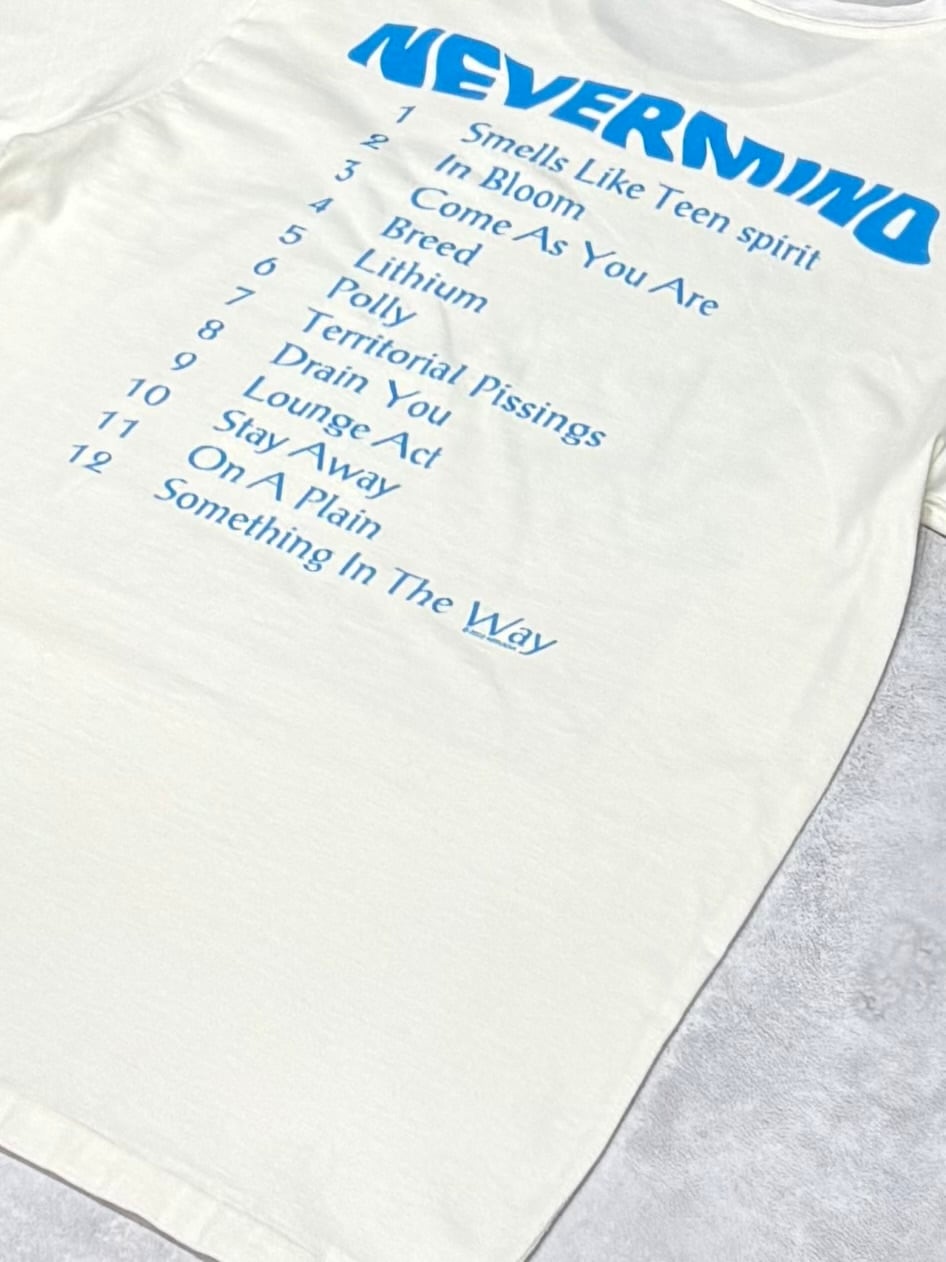 NEVERMIND
1 Smells Like Teen spirit
2 In Bloom
3 Come As You Are
4 Breed
5 Lithium
6 Polly
7 Territorial Pissings
8 Drain You
9 Lounge Act
10 Stay Away
11 On A Plain
12 Something In The Way